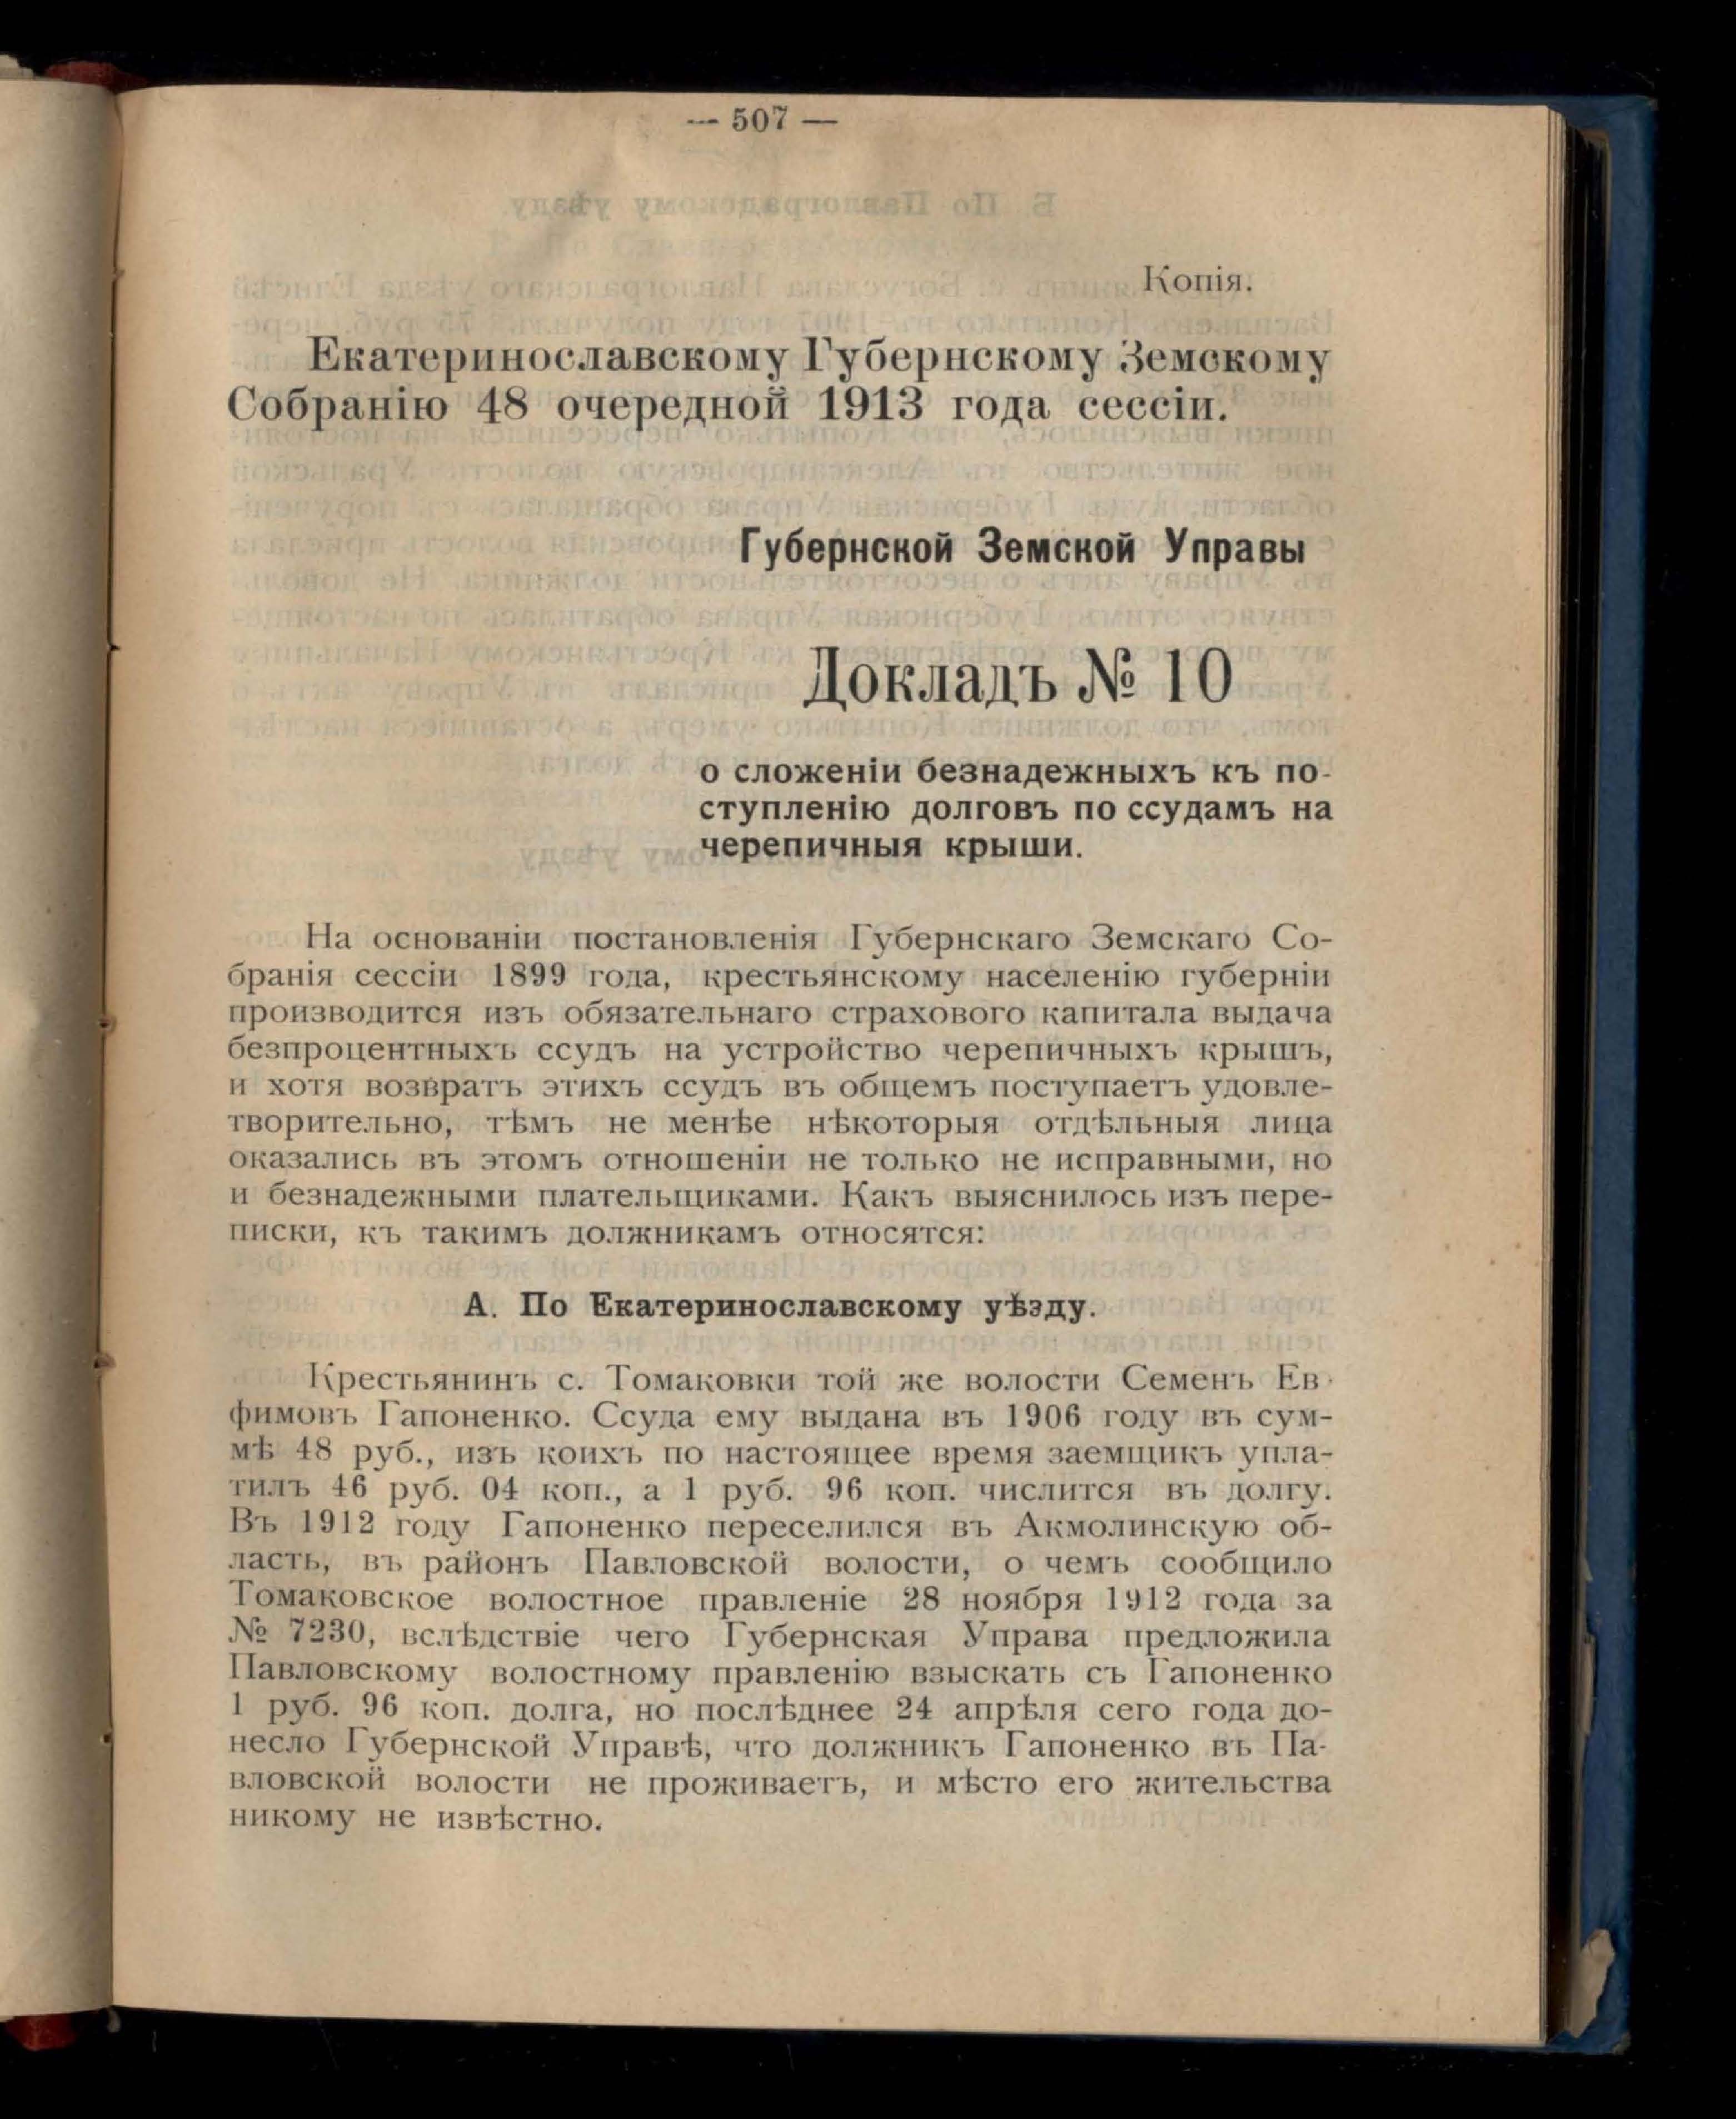 — 507 —
Копія.
Екатеринославскому Губернскому Земскому
Собранію 48 очередной 1913 года сессіи.
Губернской Земской Управы
Докладъ № 10
о сложеніи безнадежныхъ къ по-
ступленію долговъ по ссудамъ на
черепичныя крыши.
На основаніи постановленія Губернскаго Земскаго Со-
бранія сессіи 1899 года, крестьянскому населенію губерніи
производится изъ обязательнаго страхового капитала выдача
безпроцентныхъ ссудъ на устройство черепичныхъ крышъ,
и хотя возвратъ этихъ ссудъ въ общемъ поступаетъ удовле-
творительно, тѣмъ не менѣе нѣкоторыя отдѣльныя лица
оказались въ этомъ отношеніи не только не исправными, но
и безнадежными плательщиками. Какъ выяснилось изъ пере-
писки, къ такимъ должникамъ относятся:
А. По Екатеринославскому уѣзду.
Крестьянинъ с. Томаковки той же волости Семенъ Ев-
фимовъ Гапоненко. Ссуда ему выдана въ 1906 году въ сум-
мѣ 48 руб., изъ коихъ по настоящее время заемщикъ упла-
тилъ 46 руб. 04 коп., а 1 руб. 96 коп. числится въ долгу.
Въ 1912 году Гапоненко переселился въ Акмолинскую об-
ласть, въ районъ Павловской волости, о чемъ сообщило
Томаковское волостное правленіе 28 ноября 1912 года за
№ 7230, вслѣдствіе чего Губернская Управа предложила
Павловскому волостному правленію взыскать съ Гапоненко
1 руб. 96 коп. долга, но послѣднее 24 апрѣля сего года до-
несло Губернской Управѣ, что должникъ Гапоненко въ Па-
вловской волости не проживаетъ, и мѣсто его жительства
никому не извѣстно.